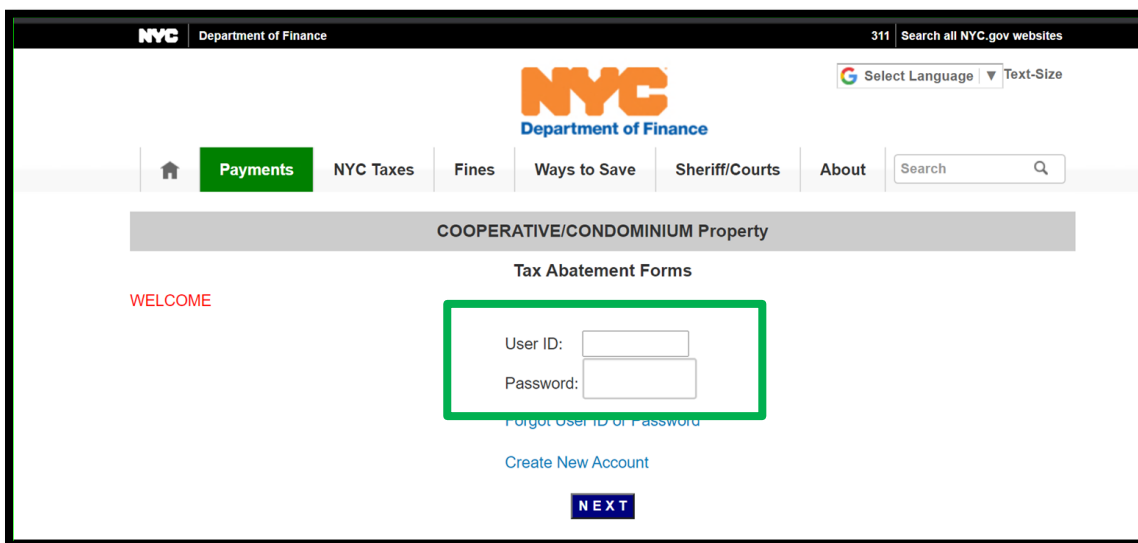 NYC Department of Finance 311 Search all NYC.gov websites
G Select Language ▼ Text-Size
NYC
Department of Finance
Payments NYC Taxes Fines Ways to Save Sheriff/Courts About Search
COOPERATIVE/CONDOMINIUM Property
Tax Abatement Forms
WELCOME
User ID:
Password:
Forgot User ID or Password
Create New Account
NEXT